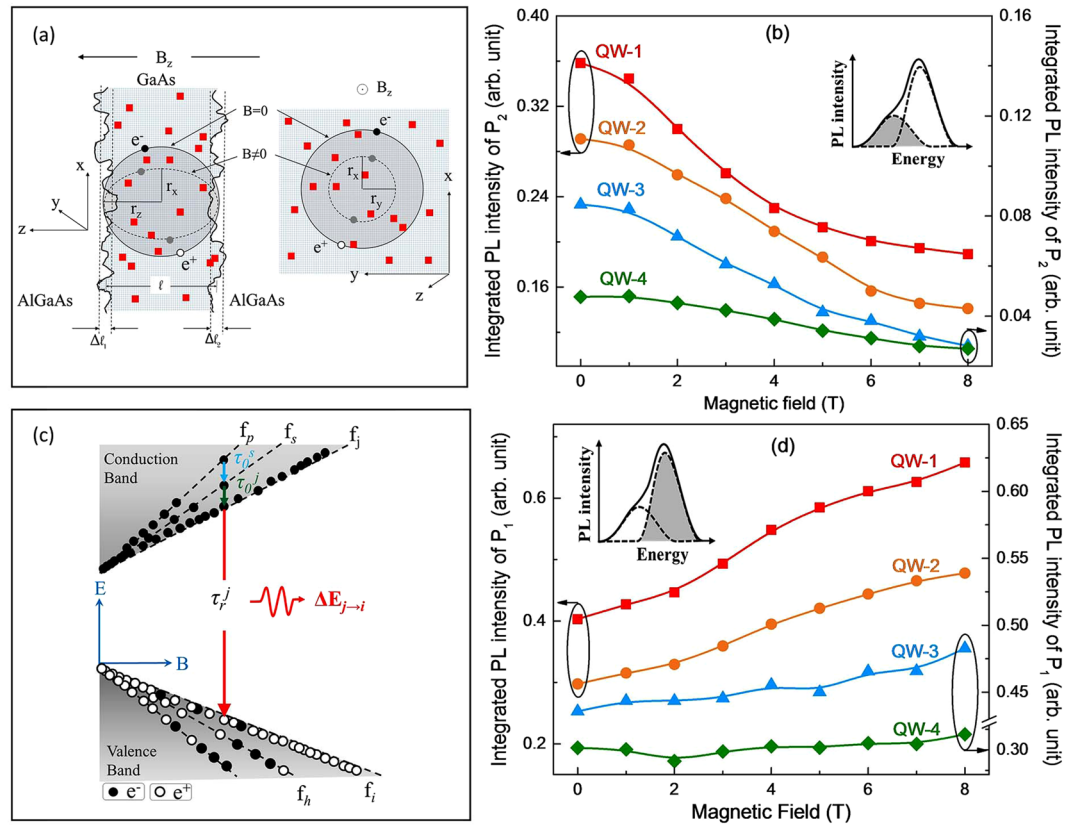 (a)
B_z
GaAs
B=0
e⁻
B≠0
x
y
z
r_x
r_z
e⁺
ℓ
AlGaAs
AlGaAs
Δℓ₁
Δℓ₂
B_z
e⁻
r_x
r_y
e⁺
x
y
z
(b)
Integrated PL intensity of P₂ (arb. unit)
0.40
0.32
0.24
0.16
0.16
0.12
0.08
0.04
Integrated PL intensity of P₂ (arb. unit)
QW-1
QW-2
QW-3
QW-4
PL intensity
Energy
0 2 4 6 8
Magnetic field (T)
(c)
f_p
f_s
f_j
Conduction
Band
τ₀ˢ
τ₀ʲ
E
B
τ_rʲ
ΔE_{j→i}
Valence
Band
f_h
f_i
e⁻
e⁺
(d)
Integrated PL intensity of P₁ (arb. unit)
0.6
0.4
0.2
0.65
0.60
0.55
0.50
0.45
0.30
Integrated PL intensity of P₁ (arb. unit)
PL intensity
Energy
QW-1
QW-2
QW-3
QW-4
0 2 4 6 8
Magnetic Field (T)